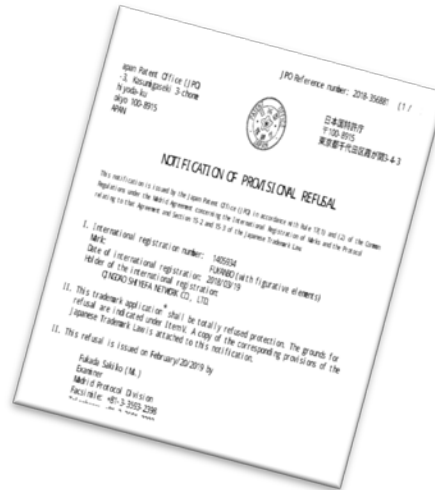 JPO Reference number: 2018-356881 (1 /
apan Patent Office (JPO)
Kasumigaseki 3-chome
hiyoda-ku
okyo 100-8915
APAN
日本国特許庁
〒100-8915
東京都千代田区霞が関3-4-3
NOTIFICATION OF PROVISIONAL REFUSAL
This notification is issued by the Japan Patent Office (JPO) in accordance with Rule 17(1) and (2) of the Common
Regulations under the Madrid Agreement concerning the International Registration of Marks and the Protocol
relating to that Agreement and Section 15-2 and 15-3 of the Japanese Trademark Law.
I. International registration number: 1405934
Mark: FUKANBO (with figurative elements)
Date of international registration: 2018/03/19
Holder of the international registration:
QINGDAO SHIYEFA NETWORK CO., LTD.
II. This trademark application * shall be totally refused protection. The grounds for
refusal are indicated under Item V. A copy of the corresponding provisions of the
Japanese Trademark Law is attached to this notification.
II. This refusal is issued on February/20/2019 by
Fukada Sakiko (Ms.)
Examiner
Madrid Protocol Division
Facsimile: +81-3-3593-2396